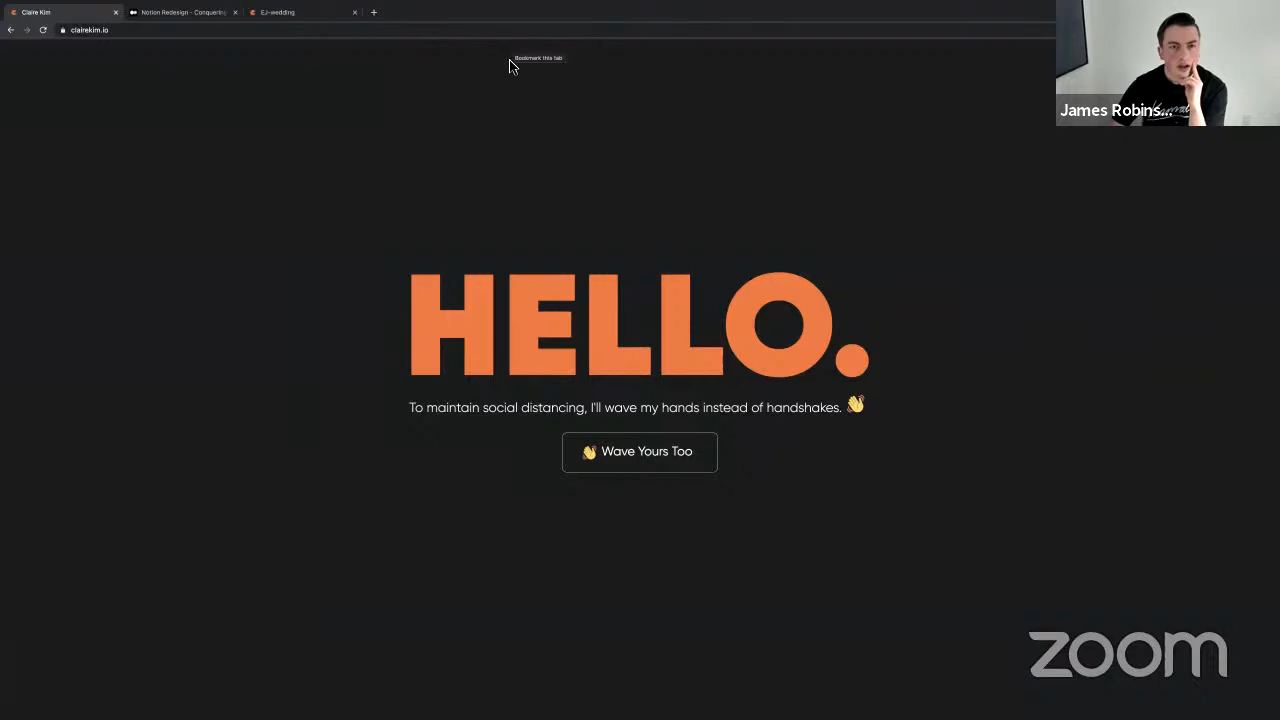 Claire Kim
Notion Redesign - Conquering
EJ-wedding
clairekim.io
Bookmark this tab
James Robins...
HELLO.
To maintain social distancing, I'll wave my hands instead of handshakes. 👋
👋 Wave Yours Too
zoom